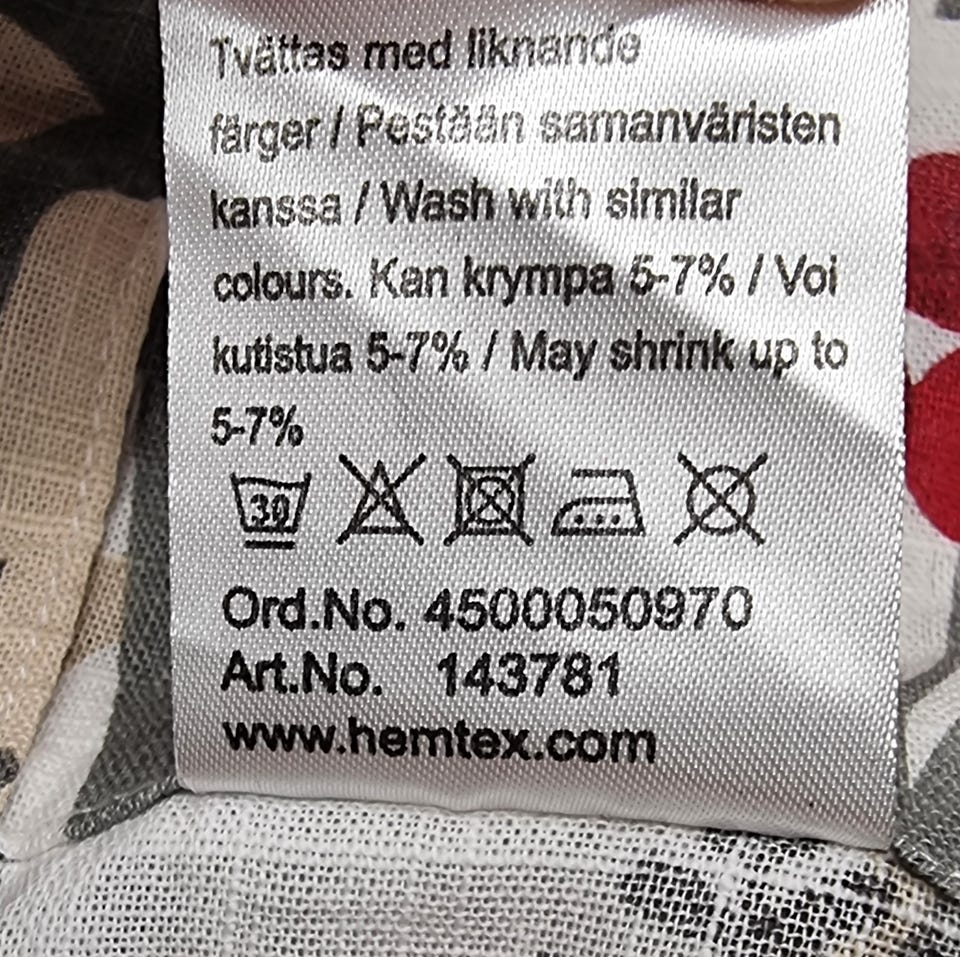 Tvättas med liknande
färger / Pestään samanväristen
kanssa / Wash with similar
colours. Kan krympa 5-7% / Voi
kutistua 5-7% / May shrink up to
5-7%
30
Ord.No. 4500050970
Art.No. 143781
www.hemtex.com